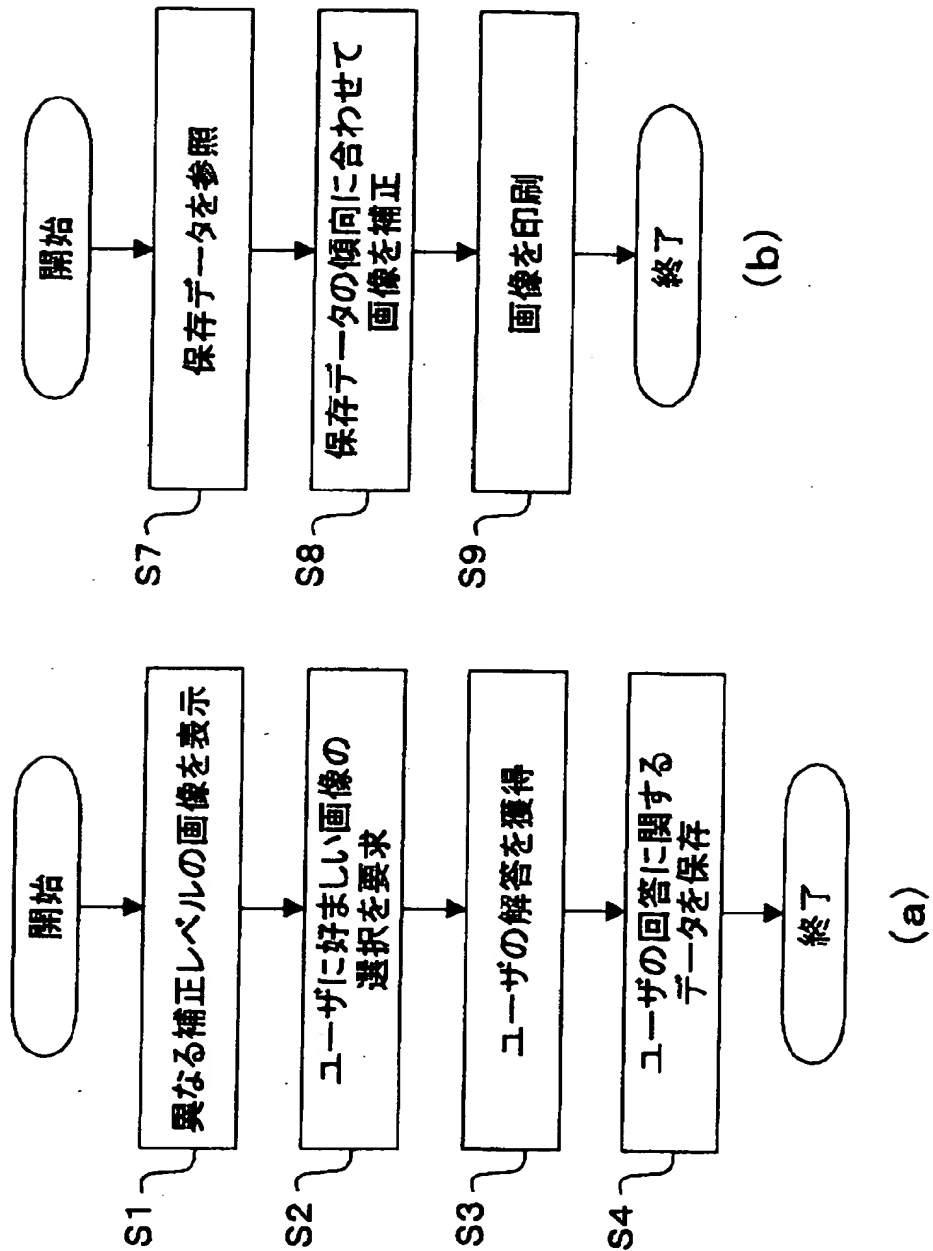 開始
S1
異なる補正レベルの画像を表示
S2
ユーザに好ましい画像の
選択を要求
S3
ユーザの解答を獲得
S4
ユーザの回答に関する
データを保存
終了
(a)
開始
S7
保存データを参照
S8
保存データの傾向に合わせて
画像を補正
S9
画像を印刷
終了
(b)